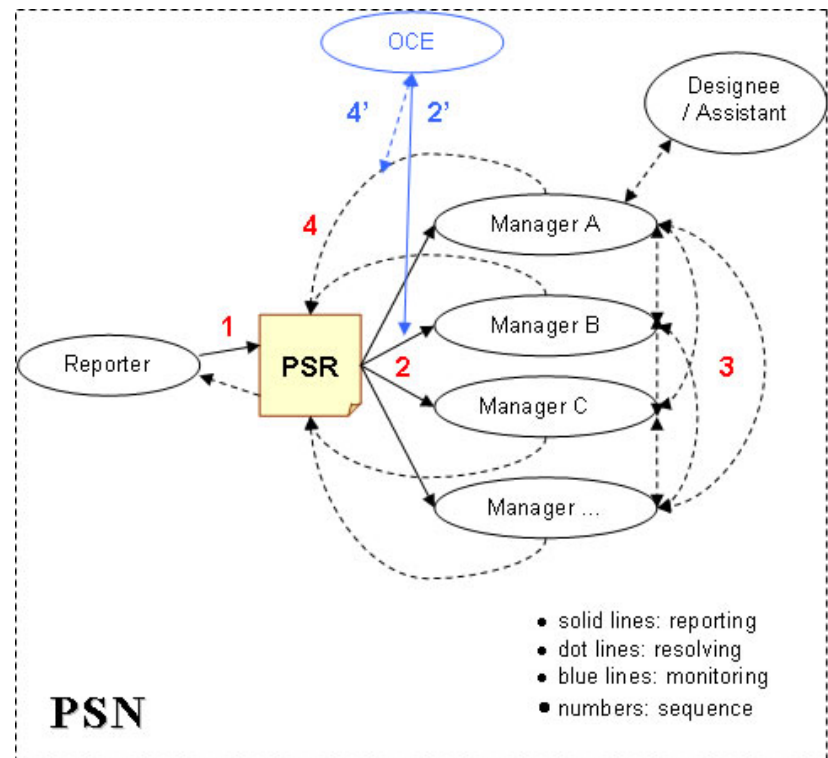 OCE
Designee
/ Assistant
4’
2’
Manager A
4
Manager B
1
Reporter
PSR
2
3
Manager C
Manager ...
• solid lines: reporting
• dot lines: resolving
• blue lines: monitoring
• numbers: sequence
PSN